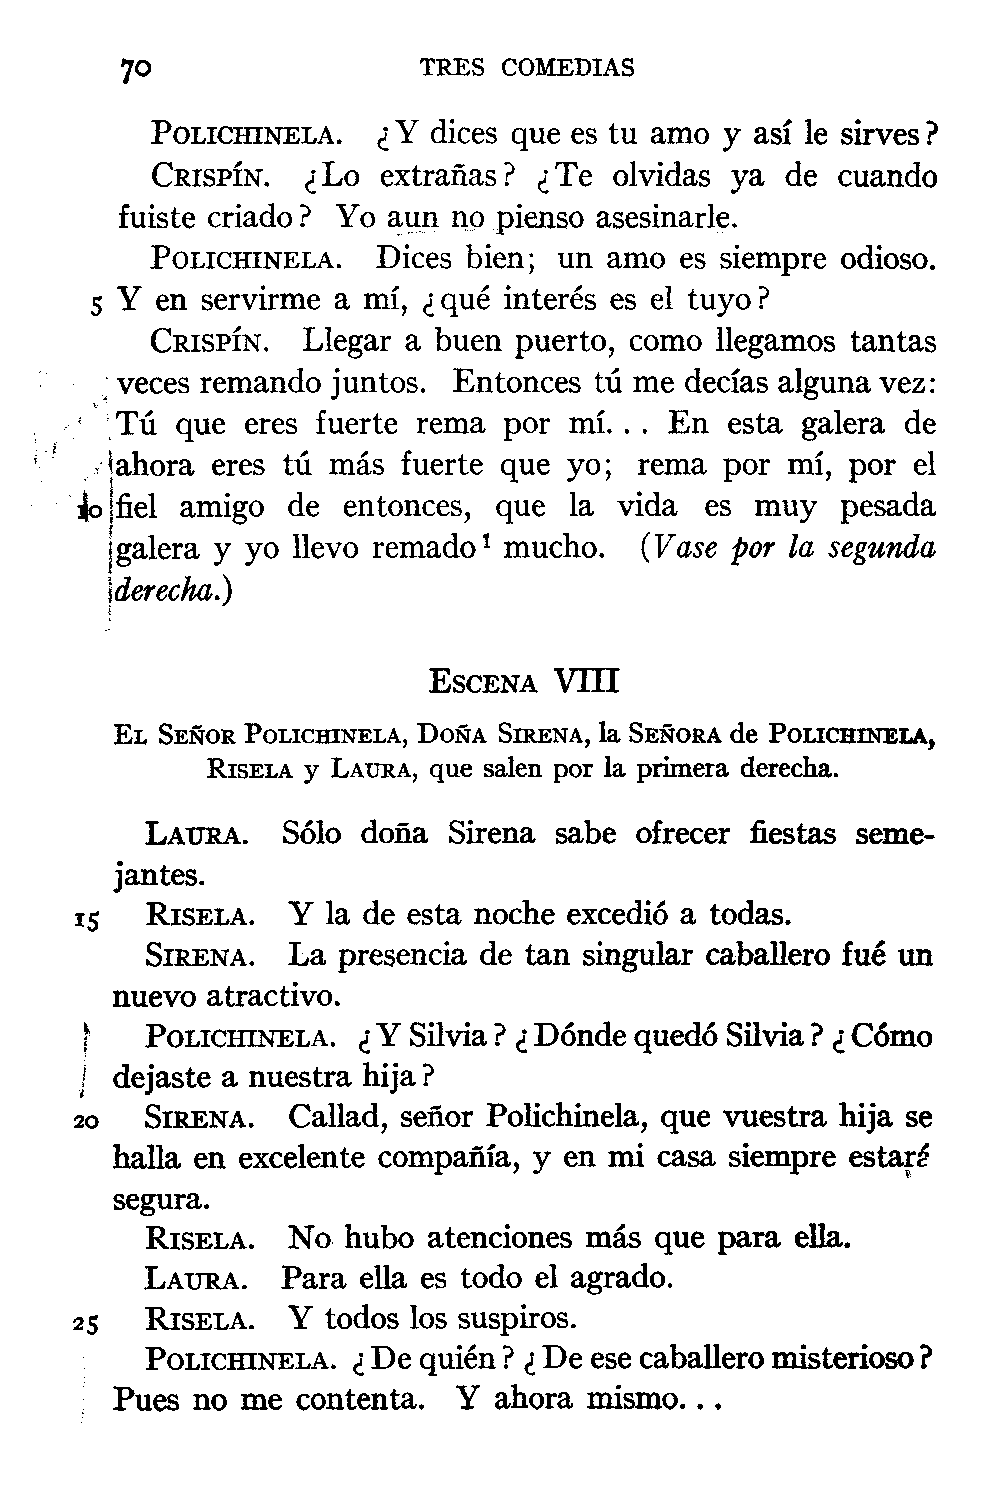 70 TRES COMEDIAS
POLICHINELA. ¿Y dices que es tu amo y así le sirves?
CRISPÍN. ¿Lo extrañas? ¿Te olvidas ya de cuando
fuiste criado? Yo aun no pienso asesinarle.
POLICHINELA. Dices bien; un amo es siempre odioso.
5 Y en servirme a mí, ¿qué interés es el tuyo?
CRISPÍN. Llegar a buen puerto, como llegamos tantas
veces remando juntos. Entonces tú me decías alguna vez:
Tú que eres fuerte rema por mí. . . En esta galera de
ahora eres tú más fuerte que yo; rema por mí, por el
10 fiel amigo de entonces, que la vida es muy pesada
galera y yo llevo remado¹ mucho. (Vase por la segunda
derecha.)
ESCENA VIII
EL SEÑOR POLICHINELA, DOÑA SIRENA, la SEÑORA de POLICHINELA,
RISELA y LAURA, que salen por la primera derecha.
LAURA. Sólo doña Sirena sabe ofrecer fiestas seme-
jantes.
15 RISELA. Y la de esta noche excedió a todas.
SIRENA. La presencia de tan singular caballero fué un
nuevo atractivo.
POLICHINELA. ¿Y Silvia? ¿Dónde quedó Silvia? ¿Cómo
dejaste a nuestra hija?
20 SIRENA. Callad, señor Polichinela, que vuestra hija se
halla en excelente compañía, y en mi casa siempre estaré
segura.
RISELA. No hubo atenciones más que para ella.
LAURA. Para ella es todo el agrado.
25 RISELA. Y todos los suspiros.
POLICHINELA. ¿De quién? ¿De ese caballero misterioso?
Pues no me contenta. Y ahora mismo. . .